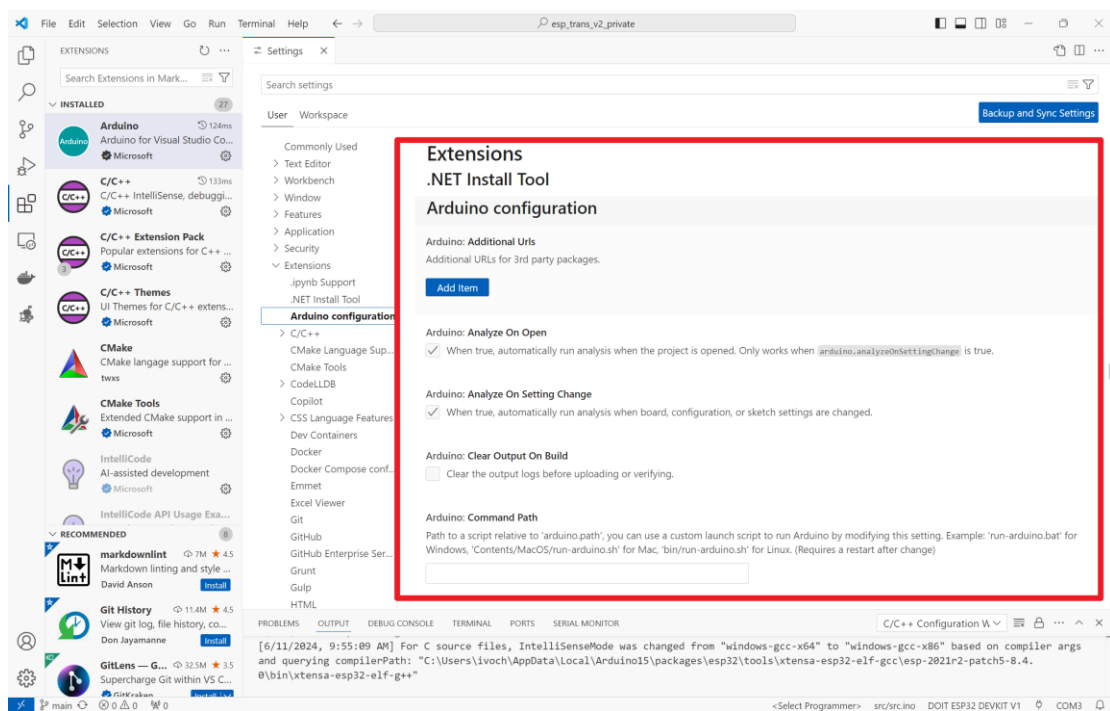 File Edit Selection View Go Run Terminal Help
esp_trans_v2_private
EXTENSIONS
Search Extensions in Mark...
INSTALLED
27
Arduino
Arduino
124ms
Arduino for Visual Studio Co...
Microsoft
C/C++
C/C++
133ms
C/C++ IntelliSense, debuggi...
Microsoft
C/C++
3
C/C++ Extension Pack
Popular extensions for C++ ...
Microsoft
C/C++
C/C++ Themes
UI Themes for C/C++ extens...
Microsoft
CMake
CMake langage support for ...
twxs
CMake Tools
Extended CMake support in ...
Microsoft
IntelliCode
AI-assisted development
Microsoft
IntelliCode API Usage Exa...
RECOMMENDED
8
M
Lint
markdownlint 7M 4.5
Markdown linting and style ...
David Anson Install
Git History 11.4M 4.5
View git log, file history, co...
Don Jayamanne Install
GitLens — G... 32.5M 3.5
Supercharge Git within VS C...
GitKraken Install
Settings
Search settings
User Workspace
Backup and Sync Settings
Commonly Used
Text Editor
Workbench
Window
Features
Application
Security
Extensions
.ipynb Support
.NET Install Tool
Arduino configuration
C/C++
CMake Language Sup...
CMake Tools
CodeLLDB
Copilot
CSS Language Features
Dev Containers
Docker
Docker Compose conf...
Emmet
Excel Viewer
Git
GitHub
GitHub Enterprise Ser...
Grunt
Gulp
HTML
Extensions
.NET Install Tool
Arduino configuration
Arduino: Additional Urls
Additional URLs for 3rd party packages.
Add Item
Arduino: Analyze On Open
When true, automatically run analysis when the project is opened. Only works when arduino.analyzeOnSettingChange is true.
Arduino: Analyze On Setting Change
When true, automatically run analysis when board, configuration, or sketch settings are changed.
Arduino: Clear Output On Build
Clear the output logs before uploading or verifying.
Arduino: Command Path
Path to a script relative to 'arduino.path', you can use a custom launch script to run Arduino by modifying this setting. Example: 'run-arduino.bat' for
Windows, 'Contents/MacOS/run-arduino.sh' for Mac, 'bin/run-arduino.sh' for Linux. (Requires a restart after change)
PROBLEMS OUTPUT DEBUG CONSOLE TERMINAL PORTS SERIAL MONITOR
C/C++ Configuration W
[6/11/2024, 9:55:09 AM] For C source files, IntelliSenseMode was changed from "windows-gcc-x64" to "windows-gcc-x86" based on compiler args
and querying compilerPath: "C:\Users\ivoch\AppData\Local\Arduino15\packages\esp32\tools\xtensa-esp32-elf-gcc\esp-2021r2-patch5-8.4.
0\bin\xtensa-esp32-elf-g++"
main 0 0 0 <Select Programmer> src/src.ino DOIT ESP32 DEVKIT V1 COM3